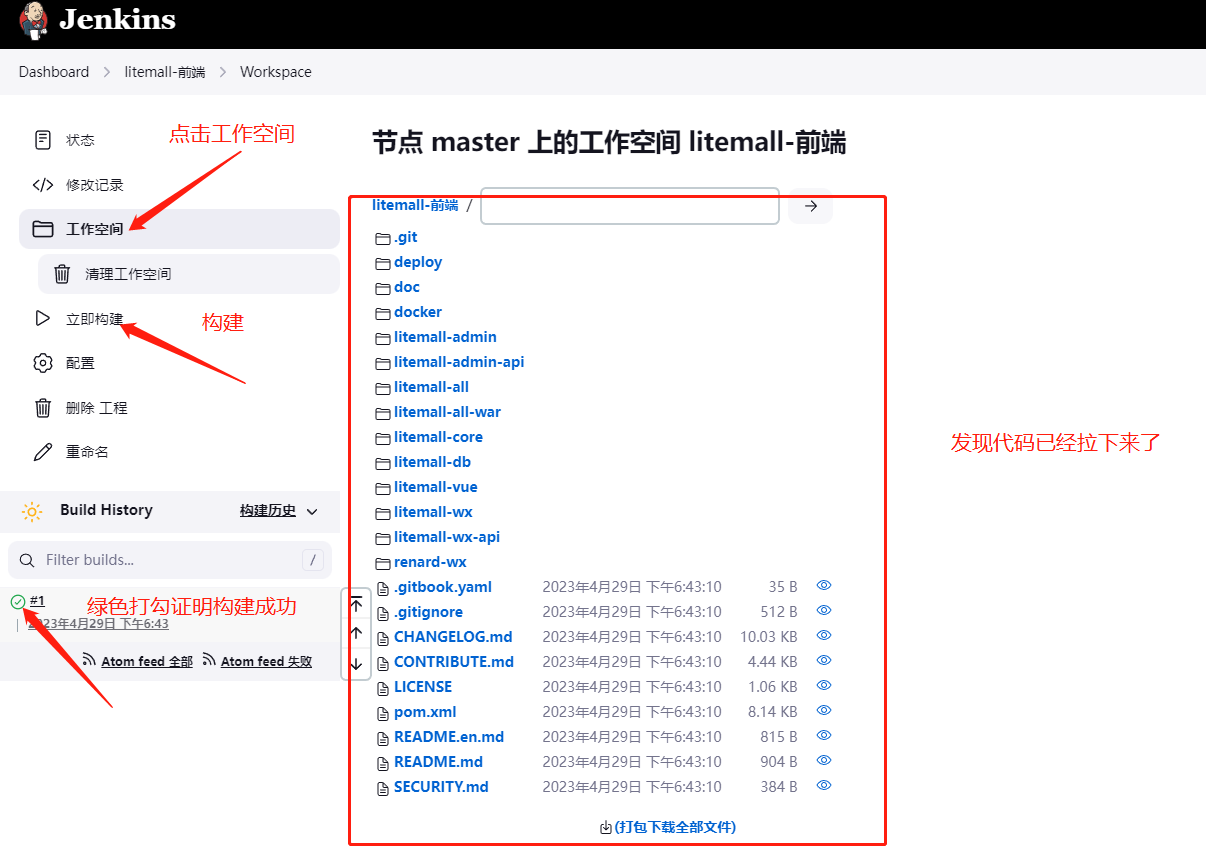 Jenkins
Dashboard > litemall-前端 > Workspace
状态
点击工作空间
修改记录
工作空间
清理工作空间
立即构建
构建
配置
删除 工程
重命名
Build History 构建历史
Filter builds... /
#1
绿色打勾证明构建成功
2023年4月29日 下午6:43
Atom feed 全部 Atom feed 失败
节点 master 上的工作空间 litemall-前端
litemall-前端 /
.git
deploy
doc
docker
litemall-admin
litemall-admin-api
litemall-all
litemall-all-war
litemall-core
litemall-db
litemall-vue
litemall-wx
litemall-wx-api
renard-wx
.gitbook.yaml 2023年4月29日 下午6:43:10 35 B
.gitignore 2023年4月29日 下午6:43:10 512 B
CHANGELOG.md 2023年4月29日 下午6:43:10 10.03 KB
CONTRIBUTE.md 2023年4月29日 下午6:43:10 4.44 KB
LICENSE 2023年4月29日 下午6:43:10 1.06 KB
pom.xml 2023年4月29日 下午6:43:10 8.14 KB
README.en.md 2023年4月29日 下午6:43:10 815 B
README.md 2023年4月29日 下午6:43:10 904 B
SECURITY.md 2023年4月29日 下午6:43:10 384 B
(打包下载全部文件)
发现代码已经拉下来了